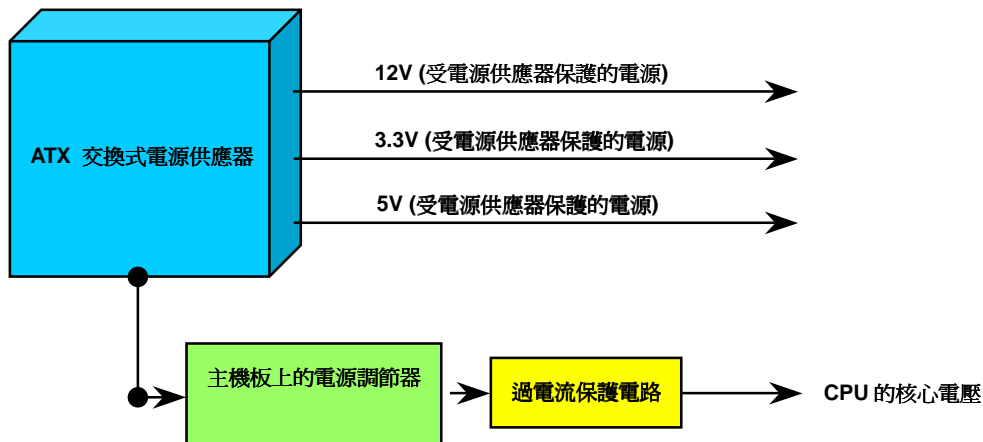 12V (受電源供應器保護的電源)
3.3V (受電源供應器保護的電源)
ATX 交換式電源供應器
5V (受電源供應器保護的電源)
主機板上的電源調節器
過電流保護電路
CPU 的核心電壓